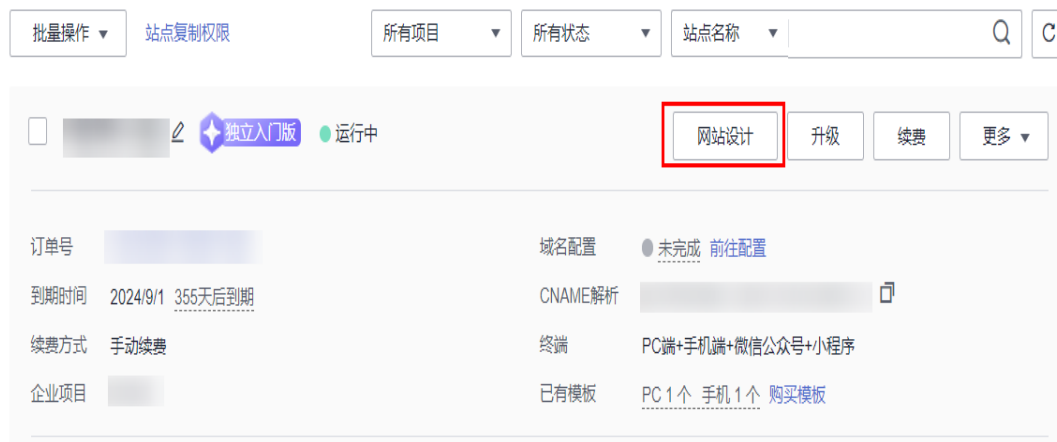 批量操作 站点复制权限 所有项目 所有状态 站点名称
独立入门版 运行中 网站设计 升级 续费 更多
订单号 域名配置 未完成 前往配置
到期时间 2024/9/1 355天后到期 CNAME解析
续费方式 手动续费 终端 PC端+手机端+微信公众号+小程序
企业项目 已有模板 PC 1 个 手机 1 个 购买模板